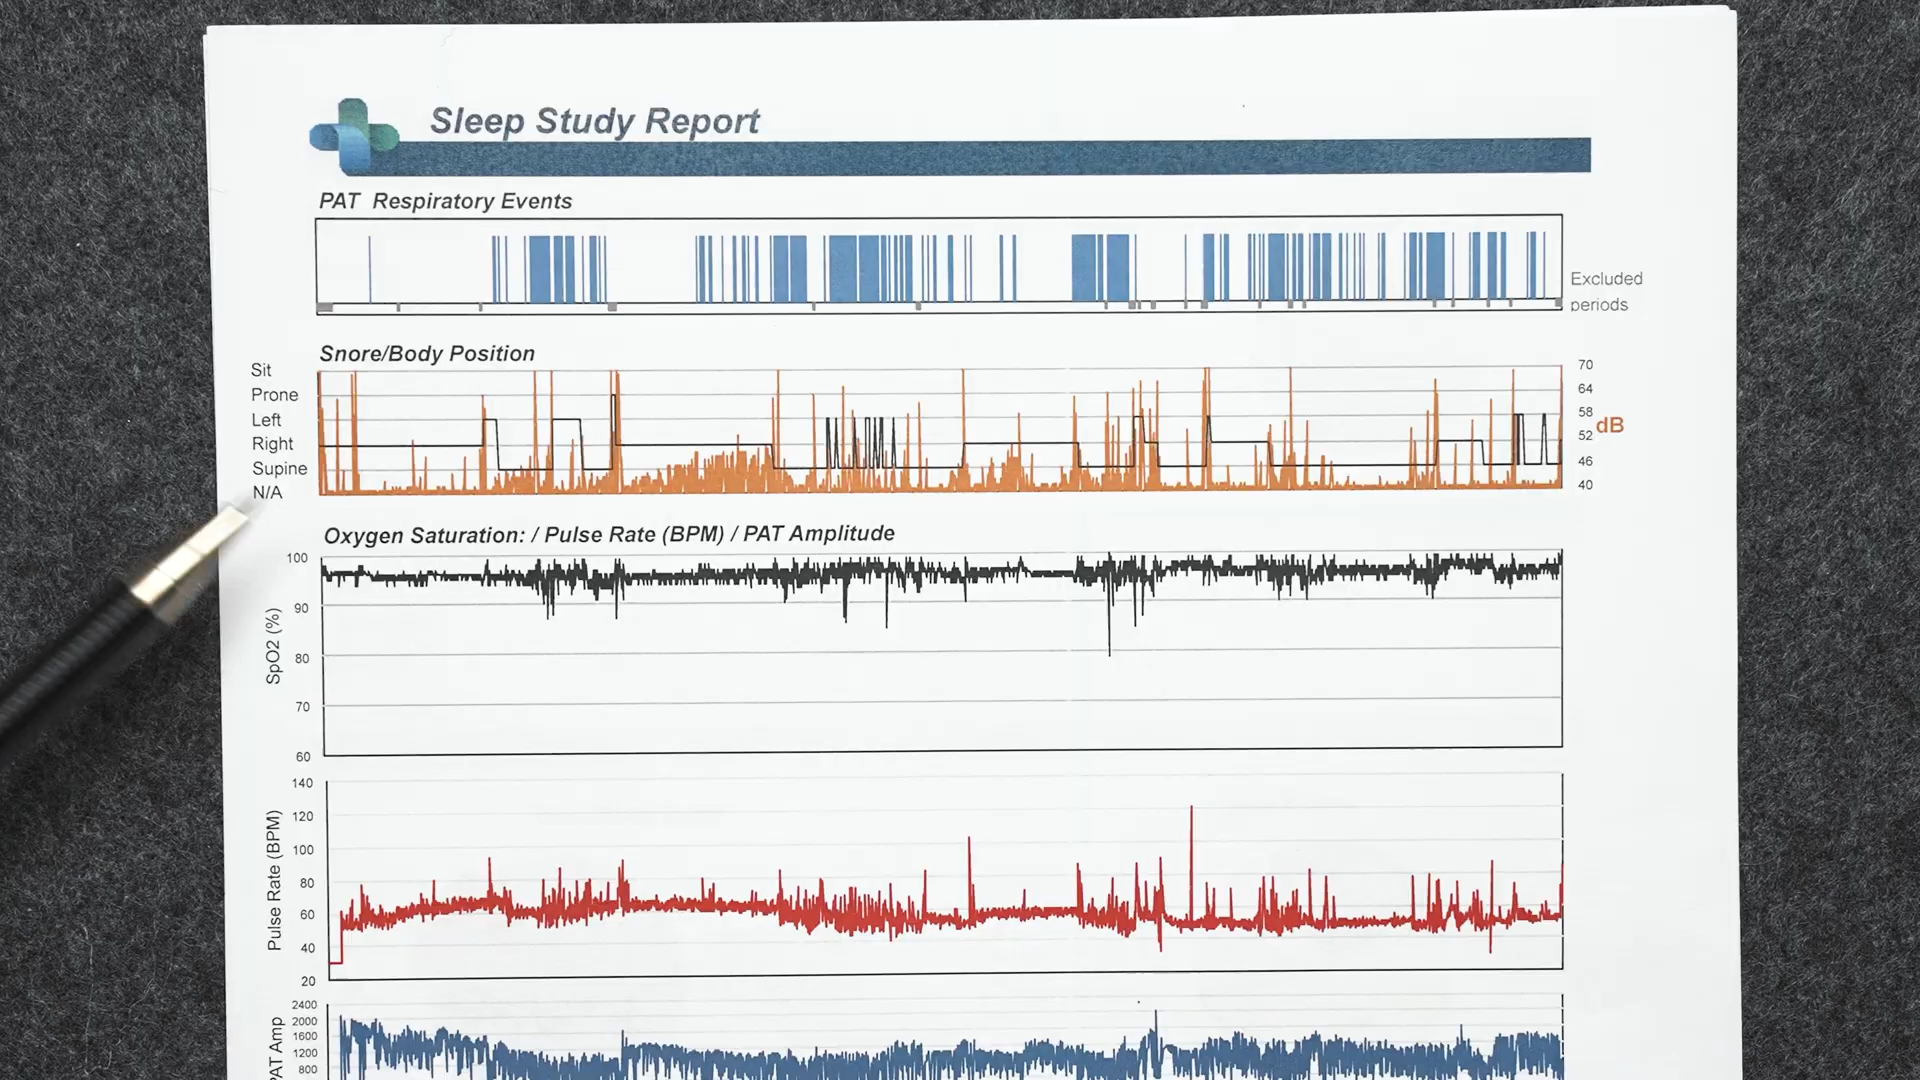 Sleep Study Report
PAT Respiratory Events
Excluded
periods
Snore/Body Position
Sit
Prone
Left
Right
Supine
N/A
70
64
58
52
46
40
dB
Oxygen Saturation: / Pulse Rate (BPM) / PAT Amplitude
SpO2 (%)
100
90
80
70
60
Pulse Rate (BPM)
140
120
100
80
60
40
20
PAT Amp
2400
2000
1600
1200
800